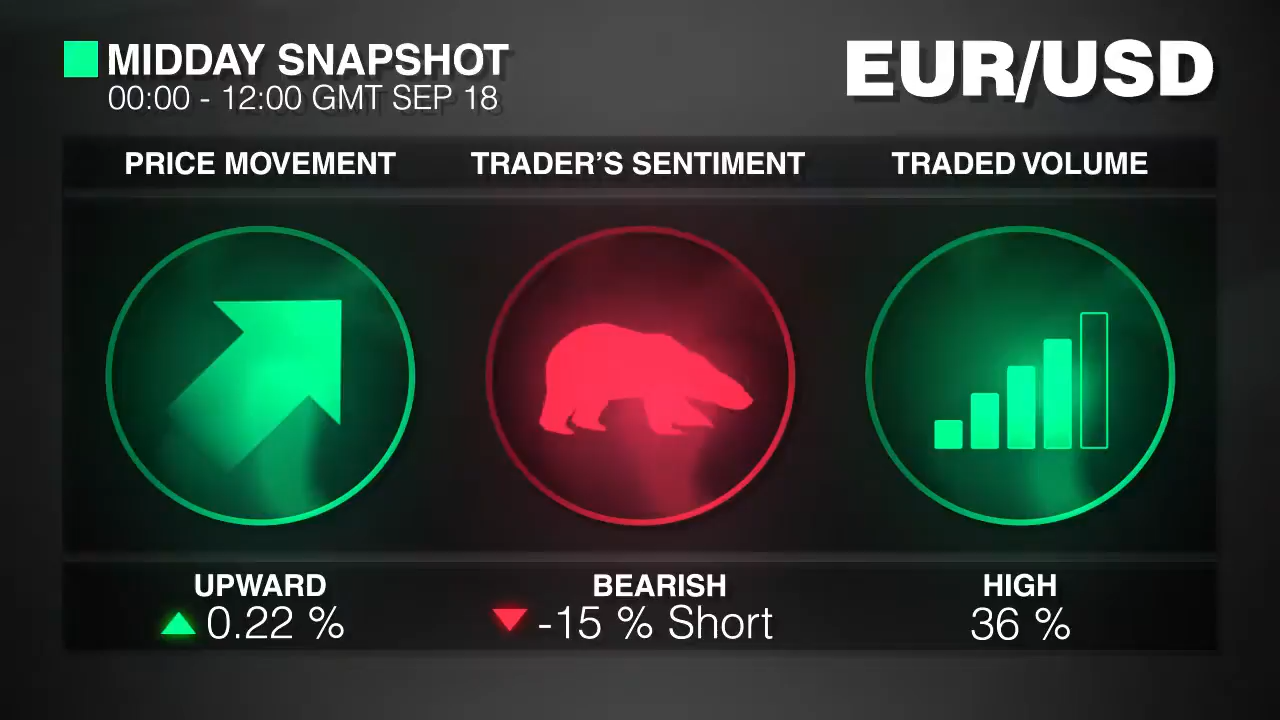 MIDDAY SNAPSHOT
00:00 - 12:00 GMT SEP 18
EUR/USD
PRICE MOVEMENT
TRADER’S SENTIMENT
TRADED VOLUME
UPWARD
0.22 %
BEARISH
-15 % Short
HIGH
36 %